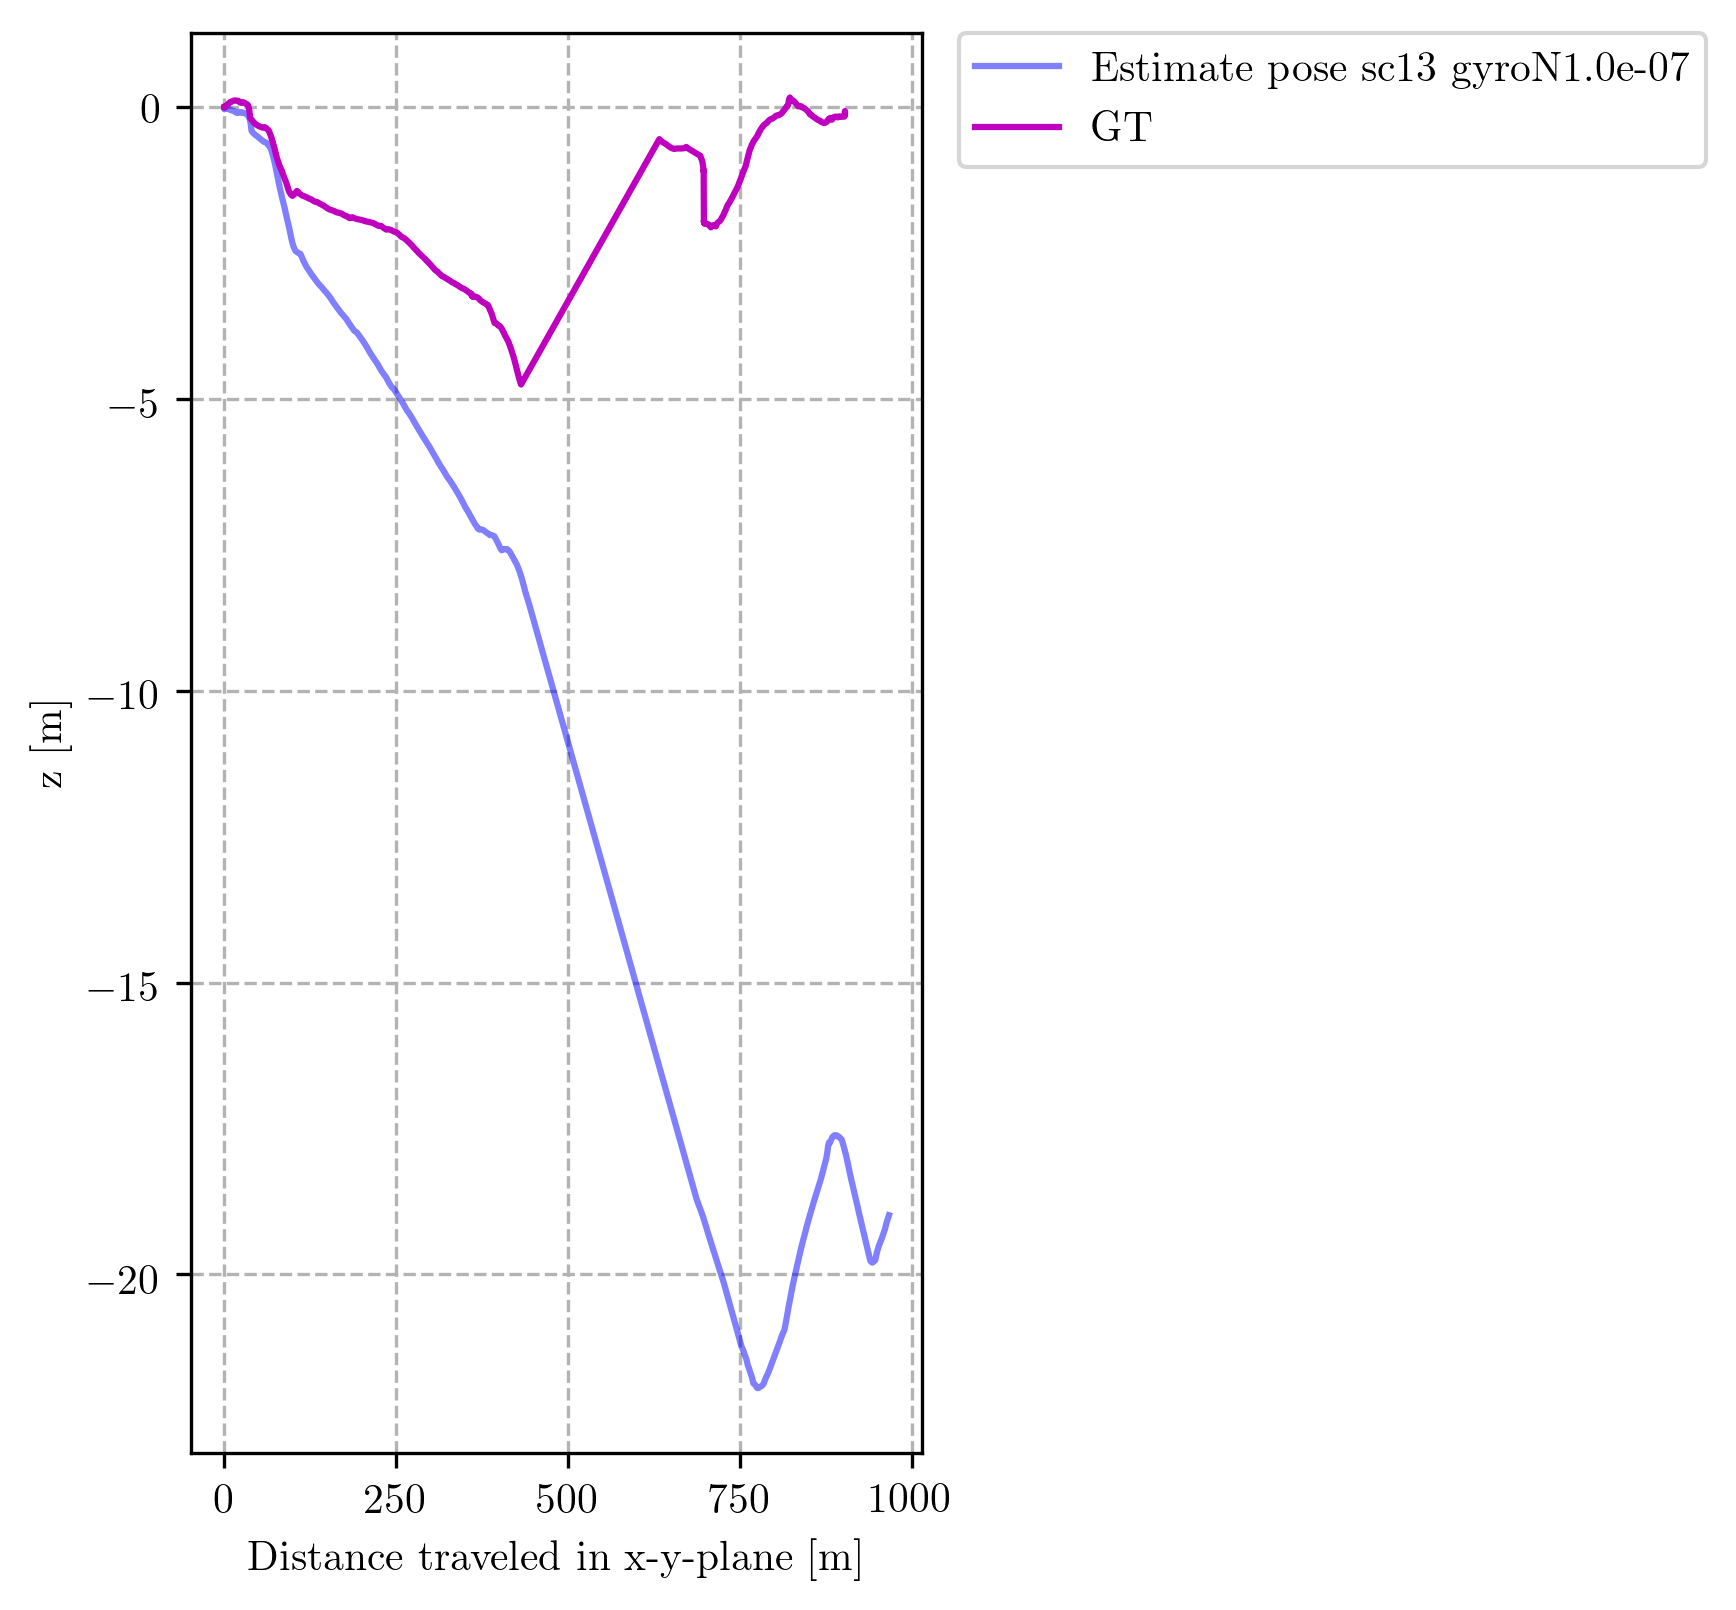 Estimate pose sc13 gyroN1.0e-07
GT
0
−5
−10
−15
−20
z [m]
0 250 500 750 1000
Distance traveled in x-y-plane [m]